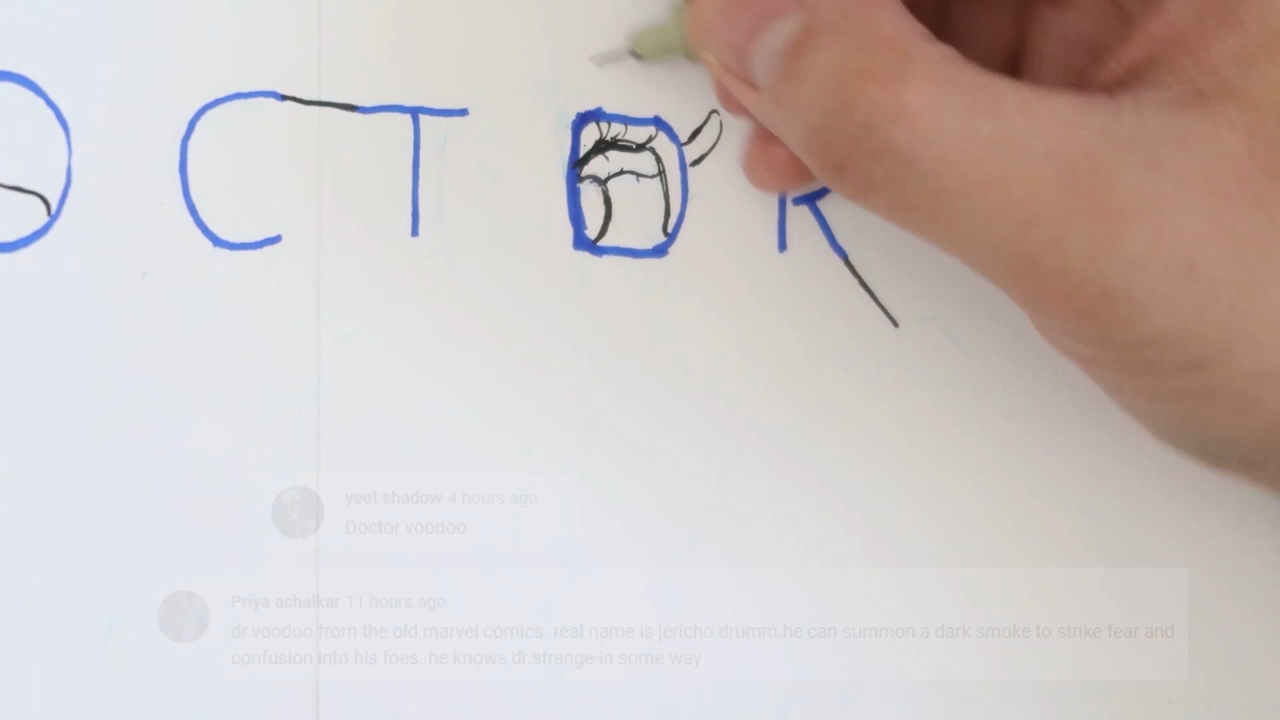 OCTOR
yeet shadow 4 hours ago
Doctor voodoo
Priya achalkar 11 hours ago
dr.voodoo from the old marvel comics .real name is jericho drumm.he can summon a dark smoke to strike fear and
confusion into his foes. he knows dr.strange in some way